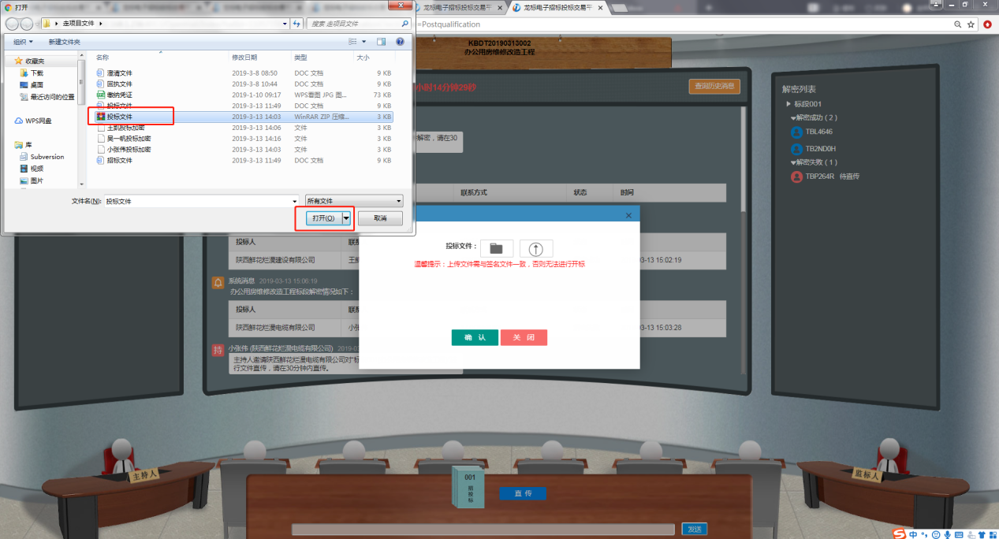 打开
龙标电子招标投标交易平
龙标电子招标投标交易平
走项目文件
搜索 走项目文件
=Postqualification
组织
新建文件夹
名称
修改日期
类型
大小
收藏夹
下载
桌面
最近访问的位置
WPS网盘
库
Subversion
视频
图片
澄清文件 2019-3-8 08:50 DOC 文档 9 KB
回执文件 2019-3-8 10:44 DOC 文档 9 KB
缴纳凭证 2019-1-10 09:17 WPS看图 JPG 图... 73 KB
投标文件 2019-3-13 11:49 DOC 文档 9 KB
投标文件 2019-3-13 14:03 WinRAR ZIP 压缩... 3 KB
王凯投标加密 2019-3-13 14:06 文件 3 KB
吴一帆投标加密 2019-3-13 14:16 文件 3 KB
小张伟投标加密 2019-3-13 14:03 文件 3 KB
招标文件 2019-3-13 11:49 DOC 文档 9 KB
文件名(N): 投标文件
所有文件
打开(O)
取消
KBDT20190313002
办公用房维修改造工程
小时14分钟29秒
查询历史消息
解密，请在30
联系方式 状态 时间
投标人 联系
陕西鲜花烂漫建设有限公司 王凯
3-13 15:02:19
系统消息 2019-03-13 15:06:19
办公用房维修改造工程标段解密情况如下：
投标人 联系
陕西鲜花烂漫电缆有限公司 小张
3-13 15:03:28
持
小张伟 (陕西鲜花烂漫电缆有限公司) 2019-03
主持人邀请陕西鲜花烂漫电缆有限公司对“标
行文件直传，请在30分钟内直传。
投标文件：
温馨提示：上传文件需与签名文件一致，否则无法进行开标
确 认
关 闭
解密列表
标段001
解密成功 ( 2 )
TBL4646
TB2ND0H
解密失败 ( 1 )
TBP264R 待直传
主持人
监标人
001
招
投
标
直 传
发送
中